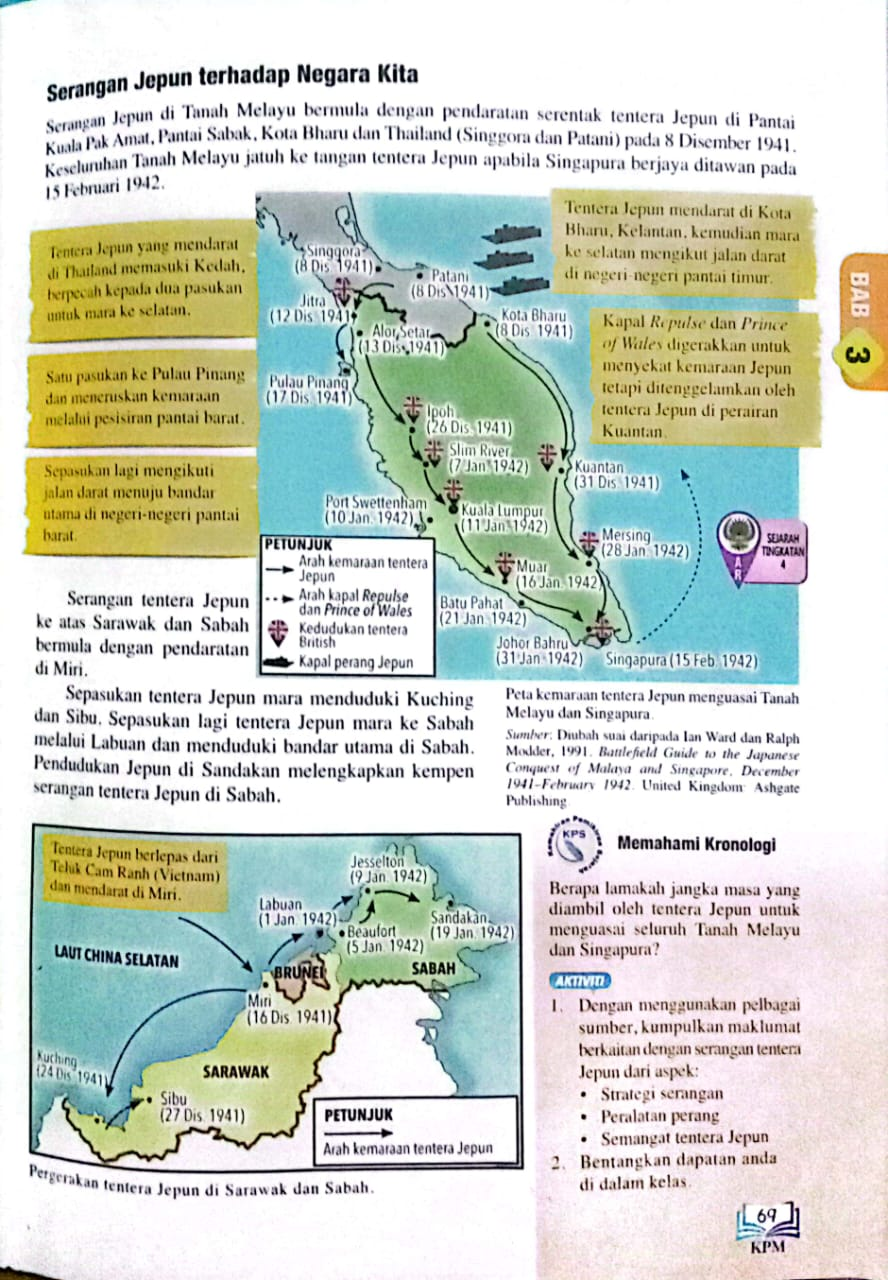 Serangan Jepun terhadap Negara Kita
Serangan Jepun di Tanah Melayu bermula dengan pendaratan serentak tentera Jepun di Pantai
Kuala Pak Amat, Pantai Sabak, Kota Bharu dan Thailand (Singgora dan Patani) pada 8 Disember 1941.
Keseluruhan Tanah Melayu jatuh ke tangan tentera Jepun apabila Singapura berjaya ditawan pada
15 Februari 1942.
Tentera Jepun yang mendarat
di Thailand memasuki Kedah,
berpecah kepada dua pasukan
untuk mara ke selatan.
Satu pasukan ke Pulau Pinang
dan meneruskan kemaraan
melalui pesisiran pantai barat.
Sepasukan lagi mengikuti
jalan darat menuju bandar
utama di negeri-negeri pantai
barat.
Tentera Jepun mendarat di Kota
Bharu, Kelantan, kemudian mara
ke selatan mengikut jalan darat
di negeri-negeri pantai timur.
Kapal Repulse dan Prince
of Wales digerakkan untuk
menyekat kemaraan Jepun
tetapi ditenggelamkan oleh
tentera Jepun di perairan
Kuantan.
Singgora
(8 Dis. 1941)
Patani
(8 Dis. 1941)
Jitra
(12 Dis. 1941)
Kota Bharu
(8 Dis. 1941)
Alor Setar
(13 Dis. 1941)
Pulau Pinang
(17 Dis. 1941)
Ipoh
(26 Dis. 1941)
Slim River
(7 Jan. 1942)
Kuantan
(31 Dis. 1941)
Port Swettenham
(10 Jan. 1942)
Kuala Lumpur
(11 Jan. 1942)
Mersing
(28 Jan. 1942)
Muar
(16 Jan. 1942)
Batu Pahat
(21 Jan. 1942)
Johor Bahru
(31 Jan. 1942)
Singapura (15 Feb. 1942)
PETUNJUK
Arah kemaraan tentera
Jepun
Arah kapal Repulse
dan Prince of Wales
Kedudukan tentera
British
Kapal perang Jepun
BAB
3
AR
SEJARAH
TINGKATAN
4
Serangan tentera Jepun
ke atas Sarawak dan Sabah
bermula dengan pendaratan
di Miri.
Sepasukan tentera Jepun mara menduduki Kuching
dan Sibu. Sepasukan lagi tentera Jepun mara ke Sabah
melalui Labuan dan menduduki bandar utama di Sabah.
Pendudukan Jepun di Sandakan melengkapkan kempen
serangan tentera Jepun di Sabah.
Peta kemaraan tentera Jepun menguasai Tanah
Melayu dan Singapura.
Sumber: Diubah suai daripada Ian Ward dan Ralph
Modder, 1991. Battlefield Guide to the Japanese
Conquest of Malaya and Singapore, December
1941–February 1942. United Kingdom: Ashgate
Publishing.
Tentera Jepun berlepas dari
Teluk Cam Ranh (Vietnam)
dan mendarat di Miri.
Jesselton
(9 Jan. 1942)
Labuan
(1 Jan. 1942)
Sandakan
(19 Jan. 1942)
Beaufort
(5 Jan. 1942)
LAUT CHINA SELATAN
BRUNEI
SABAH
Miri
(16 Dis. 1941)
SARAWAK
Kuching
(24 Dis. 1941)
Sibu
(27 Dis. 1941)
PETUNJUK
Arah kemaraan tentera Jepun
Pergerakan tentera Jepun di Sarawak dan Sabah.
Kemahiran Pemikiran Sejarah
KPS
Memahami Kronologi
Berapa lamakah jangka masa yang
diambil oleh tentera Jepun untuk
menguasai seluruh Tanah Melayu
dan Singapura?
AKTIVITI
1. Dengan menggunakan pelbagai
sumber, kumpulkan maklumat
berkaitan dengan serangan tentera
Jepun dari aspek:
• Strategi serangan
• Peralatan perang
• Semangat tentera Jepun
2. Bentangkan dapatan anda
di dalam kelas.
69
KPM